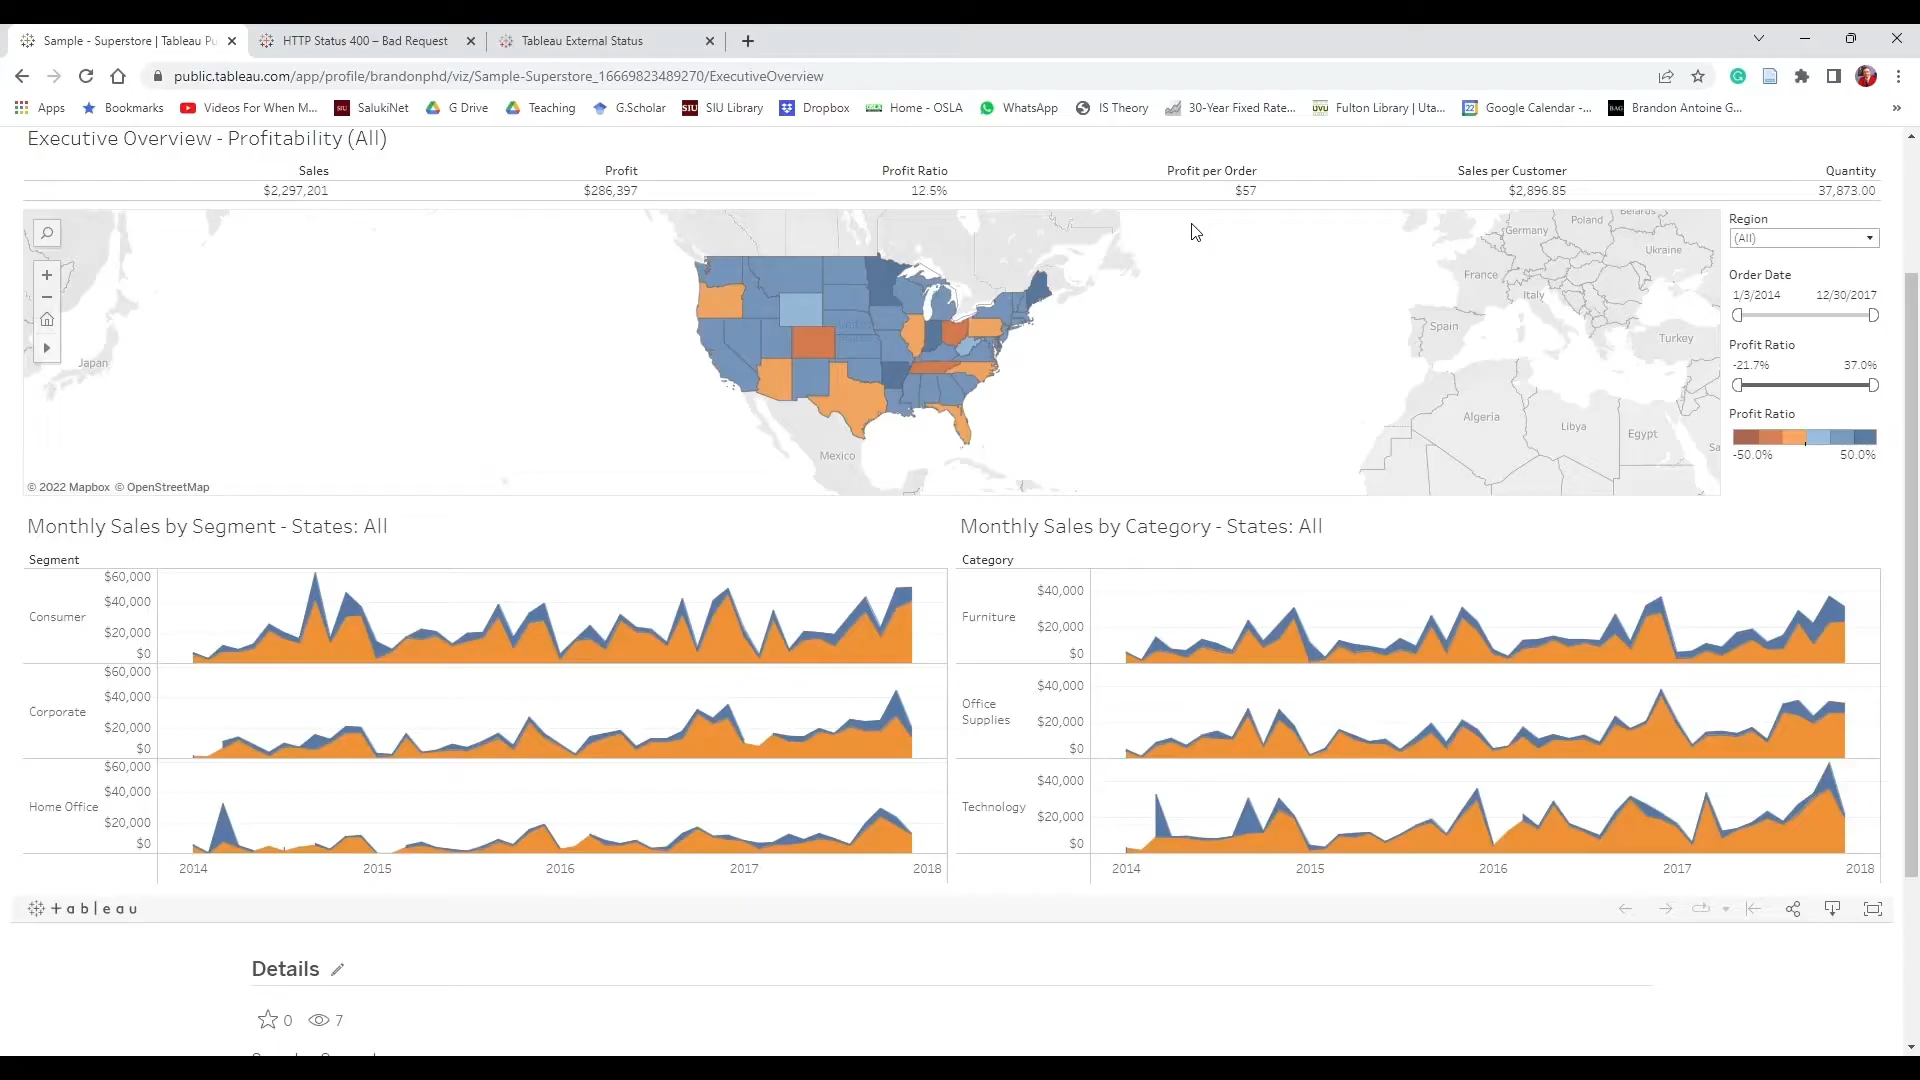 Sample - Superstore | Tableau Pu
HTTP Status 400 – Bad Request
Tableau External Status
public.tableau.com/app/profile/brandonphd/viz/Sample-Superstore_16669823489270/ExecutiveOverview
Apps
Bookmarks
Videos For When M...
SIU
SalukiNet
G Drive
Teaching
G.Scholar
SIU
SIU Library
Dropbox
Home - OSLA
WhatsApp
IS Theory
30-Year Fixed Rate...
UVU
Fulton Library | Uta...
22
Google Calendar -...
BAG
Brandon Antoine G...
Executive Overview - Profitability (All)
Sales Profit Profit Ratio Profit per Order Sales per Customer Quantity
$2,297,201 $286,397 12.5% $57 $2,896.85 37,873.00
Japan
Mexico
Germany
Poland
Belarus
Ukraine
France
Italy
Spain
Turkey
Algeria
Libya
Egypt
Sa
© 2022 Mapbox © OpenStreetMap
Region
(All)
Order Date
1/3/2014 12/30/2017
Profit Ratio
-21.7% 37.0%
Profit Ratio
-50.0% 50.0%
Monthly Sales by Segment - States: All
Segment
Consumer
$60,000
$40,000
$20,000
$0
Corporate
$60,000
$40,000
$20,000
$0
Home Office
$60,000
$40,000
$20,000
$0
2014 2015 2016 2017 2018
Monthly Sales by Category - States: All
Category
Furniture
$40,000
$20,000
$0
Office
Supplies
$40,000
$20,000
$0
Technology
$40,000
$20,000
$0
2014 2015 2016 2017 2018
+ a b | e a u
Details
0
7